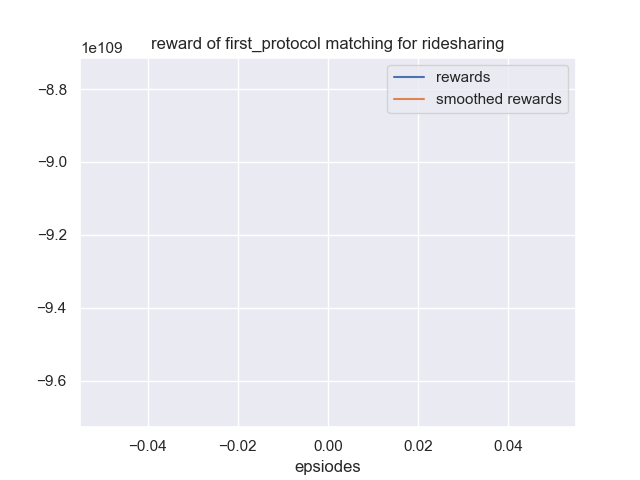 reward of first_protocol matching for ridesharing
1e109
rewards
smoothed rewards
−8.8
−9.0
−9.2
−9.4
−9.6
−0.04 −0.02 0.00 0.02 0.04
epsiodes